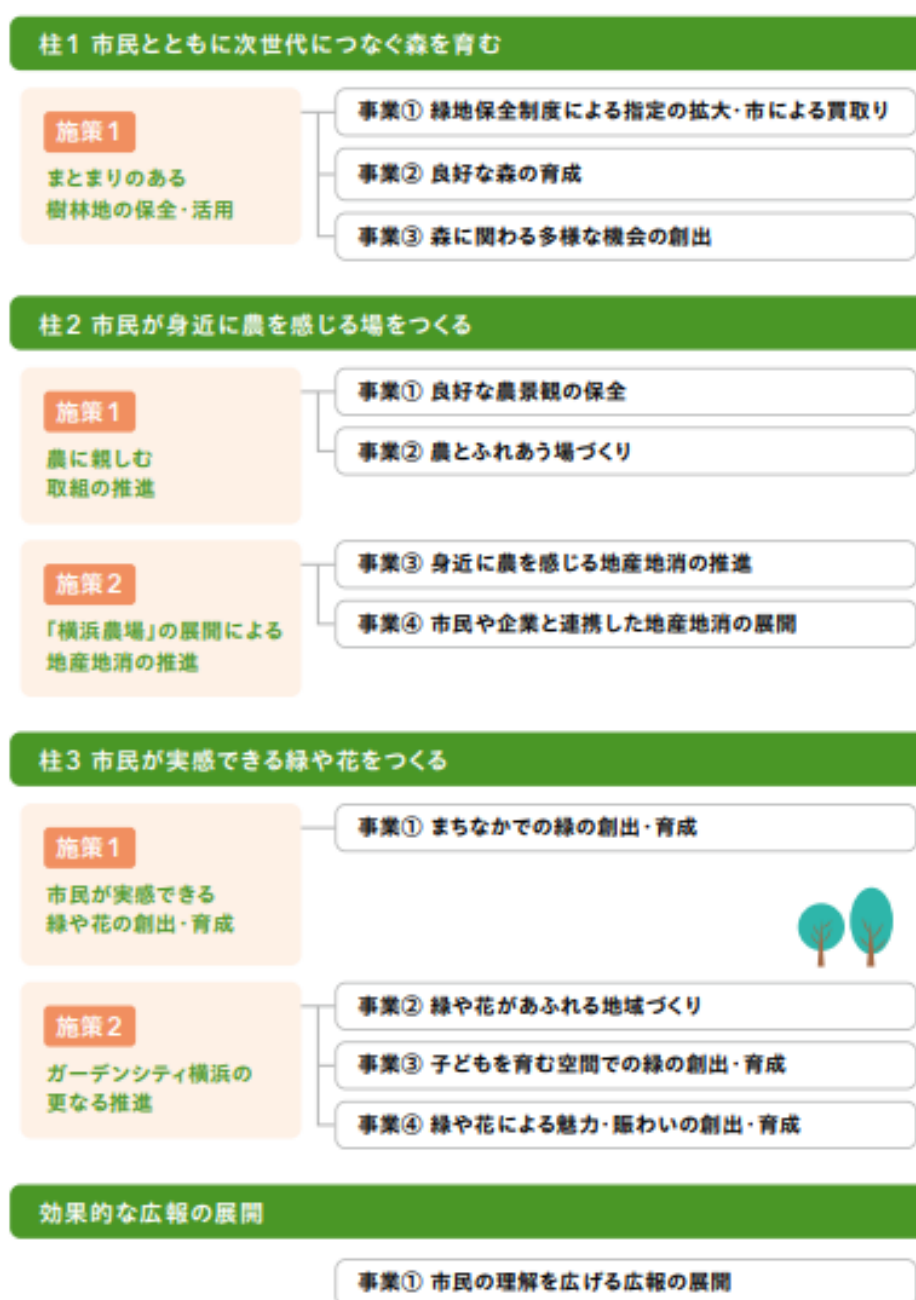 柱1 市民とともに次世代につなぐ森を育む
施策1
まとまりのある
樹林地の保全・活用
事業① 緑地保全制度による指定の拡大・市による買取り
事業② 良好な森の育成
事業③ 森に関わる多様な機会の創出
柱2 市民が身近に農を感じる場をつくる
施策1
農に親しむ
取組の推進
事業① 良好な農景観の保全
事業② 農とふれあう場づくり
施策2
「横浜農場」の展開による
地産地消の推進
事業③ 身近に農を感じる地産地消の推進
事業④ 市民や企業と連携した地産地消の展開
柱3 市民が実感できる緑や花をつくる
施策1
市民が実感できる
緑や花の創出・育成
事業① まちなかでの緑の創出・育成
施策2
ガーデンシティ横浜の
更なる推進
事業② 緑や花があふれる地域づくり
事業③ 子どもを育む空間での緑の創出・育成
事業④ 緑や花による魅力・賑わいの創出・育成
効果的な広報の展開
事業① 市民の理解を広げる広報の展開